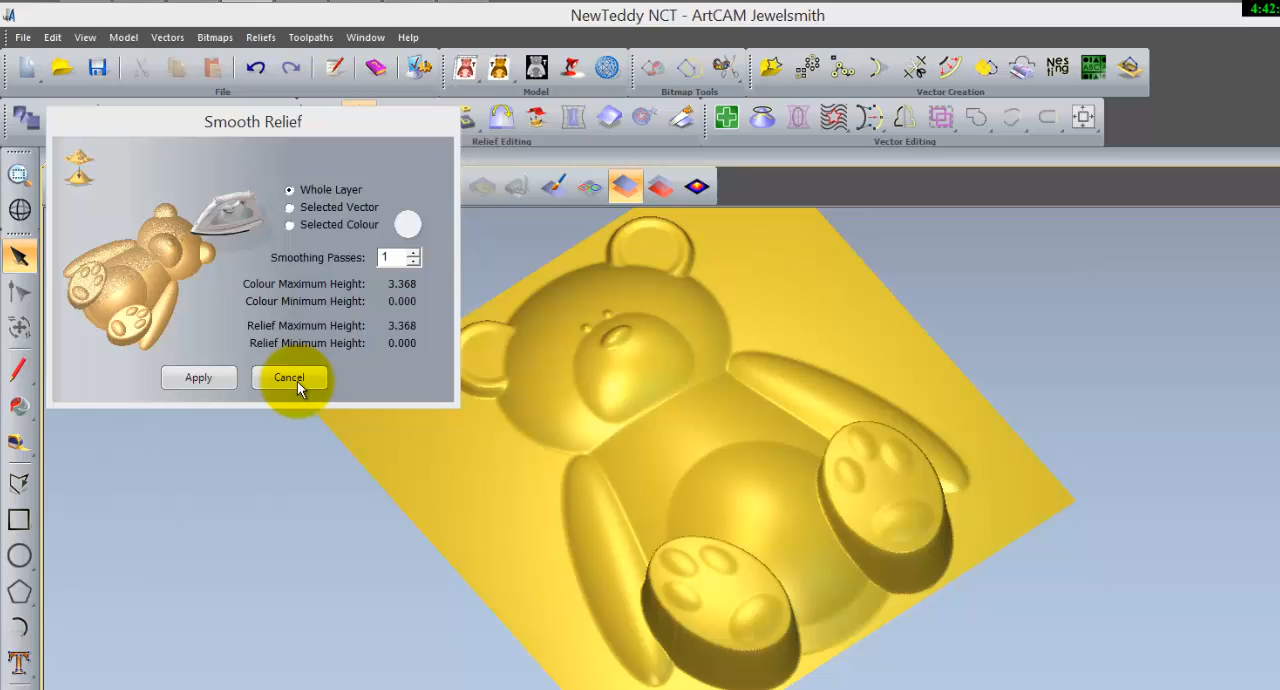 NewTeddy NCT - ArtCAM Jewelsmith
4:42:
File Edit View Model Vectors Bitmaps Reliefs Toolpaths Window Help
Nes
ting
ASCII
File Model Bitmap Tools Vector Creation
Relief Editing Vector Editing
Smooth Relief
Whole Layer
Selected Vector
Selected Colour
Smoothing Passes: 1
Colour Maximum Height: 3.368
Colour Minimum Height: 0.000
Relief Maximum Height: 3.368
Relief Minimum Height: 0.000
Apply Cancel
T